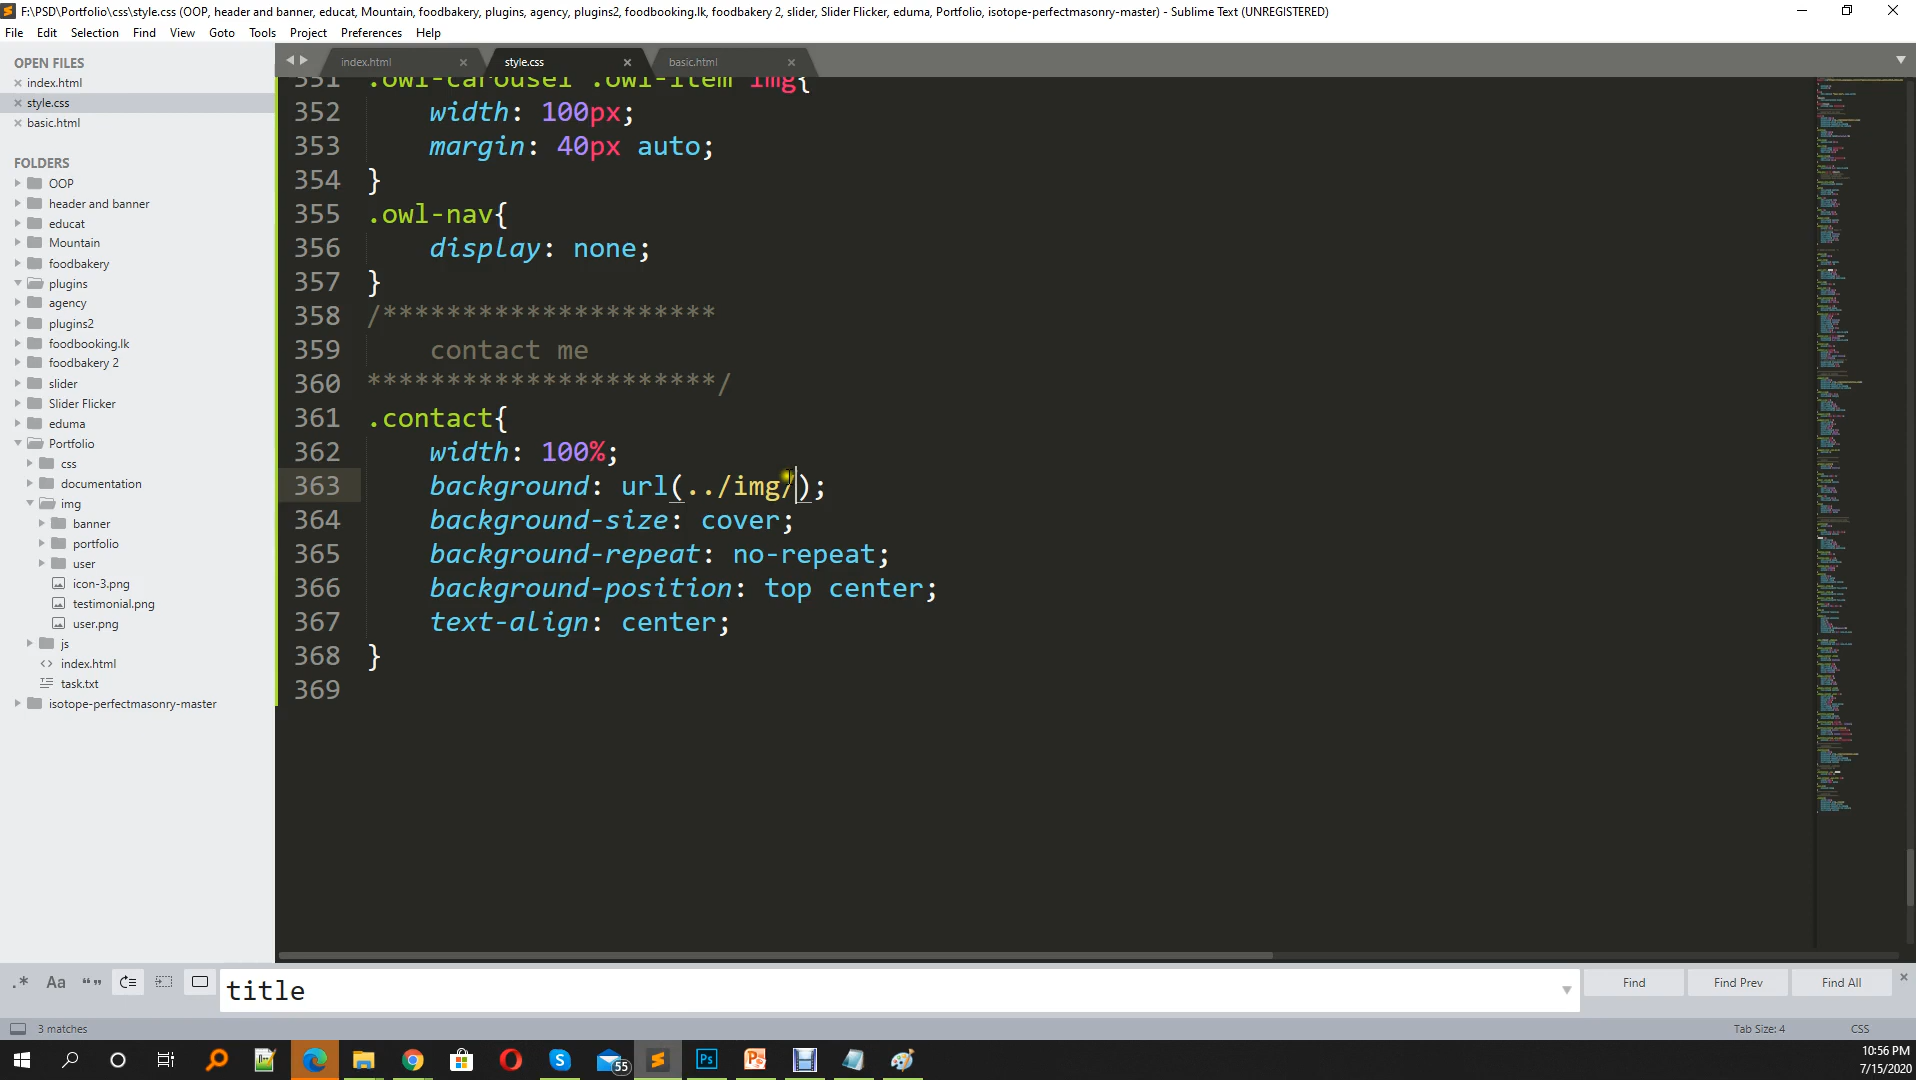 F:\PSD\Portfolio\css\style.css (OOP, header and banner, educat, Mountain, foodbakery, plugins, agency, plugins2, foodbooking.lk, foodbakery 2, slider, Slider Flicker, eduma, Portfolio, isotope-perfectmasonry-master) - Sublime Text (UNREGISTERED)
File Edit Selection Find View Goto Tools Project Preferences Help
OPEN FILES
index.html
style.css
basic.html
FOLDERS
OOP
header and banner
educat
Mountain
foodbakery
plugins
agency
plugins2
foodbooking.lk
foodbakery 2
slider
Slider Flicker
eduma
Portfolio
css
documentation
img
banner
portfolio
user
icon-3.png
testimonial.png
user.png
js
index.html
task.txt
isotope-perfectmasonry-master
index.html style.css basic.html
351 .owl-carousel .owl-item img{
352 width: 100px;
353 margin: 40px auto;
354 }
355 .owl-nav{
356 display: none;
357 }
358 /*********************
359 contact me
360 **********************/
361 .contact{
362 width: 100%;
363 background: url(../img/);
364 background-size: cover;
365 background-repeat: no-repeat;
366 background-position: top center;
367 text-align: center;
368 }
369
.* Aa “” title Find Find Prev Find All
3 matches Tab Size: 4 CSS
55
Ps
10:56 PM
7/15/2020